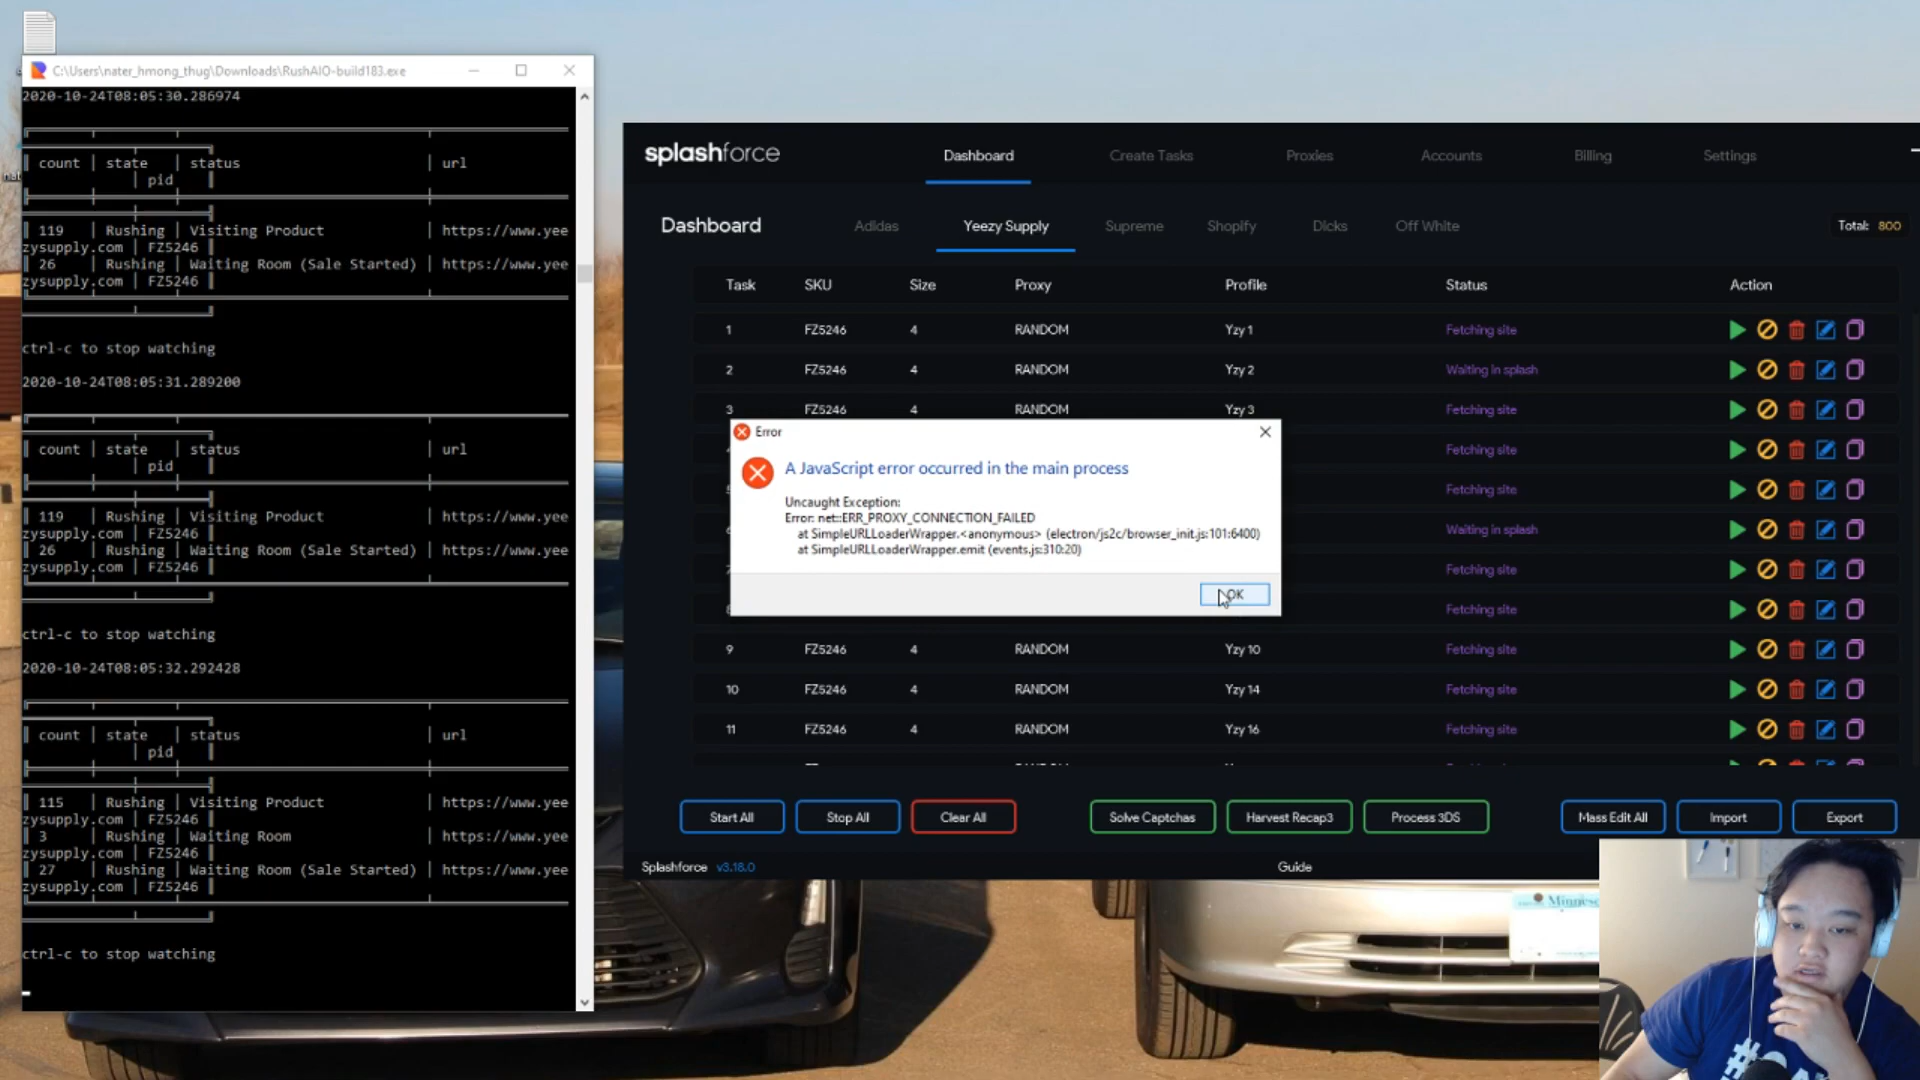 C:\Users\nater_hmong_thug\Downloads\RushAIO-build183.exe
2020-10-24T08:05:30.286974
count | state | status | url
| pid
119 | Rushing | Visiting Product | https://www.yee
zysupply.com | FZ5246
26 | Rushing | Waiting Room (Sale Started) | https://www.yee
zysupply.com | FZ5246
ctrl-c to stop watching
2020-10-24T08:05:31.289200
count | state | status | url
| pid
119 | Rushing | Visiting Product | https://www.yee
zysupply.com | FZ5246
26 | Rushing | Waiting Room (Sale Started) | https://www.yee
zysupply.com | FZ5246
ctrl-c to stop watching
2020-10-24T08:05:32.292428
count | state | status | url
| pid
115 | Rushing | Visiting Product | https://www.yee
zysupply.com | FZ5246
3 | Rushing | Waiting Room | https://www.yee
zysupply.com | FZ5246
27 | Rushing | Waiting Room (Sale Started) | https://www.yee
zysupply.com | FZ5246
ctrl-c to stop watching
splashforce
Dashboard Create Tasks Proxies Accounts Billing Settings
Dashboard Adidas Yeezy Supply Supreme Shopify Dicks Off White Total: 800
Task SKU Size Proxy Profile Status Action
1 FZ5246 4 RANDOM Yzy 1 Fetching site
2 FZ5246 4 RANDOM Yzy 2 Waiting in splash
3 FZ5246 4 RANDOM Yzy 3 Fetching site
Fetching site
Fetching site
Waiting in splash
Fetching site
Fetching site
Error
A JavaScript error occurred in the main process
Uncaught Exception:
Error: net::ERR_PROXY_CONNECTION_FAILED
at SimpleURLLoaderWrapper.<anonymous> (electron/js2c/browser_init.js:101:6400)
at SimpleURLLoaderWrapper.emit (events.js:310:20)
OK
9 FZ5246 4 RANDOM Yzy 10 Fetching site
10 FZ5246 4 RANDOM Yzy 14 Fetching site
11 FZ5246 4 RANDOM Yzy 16 Fetching site
Start All Stop All Clear All Solve Captchas Harvest Recap3 Process 3DS Mass Edit All Import Export
Splashforce v3.18.0 Guide
Minnes